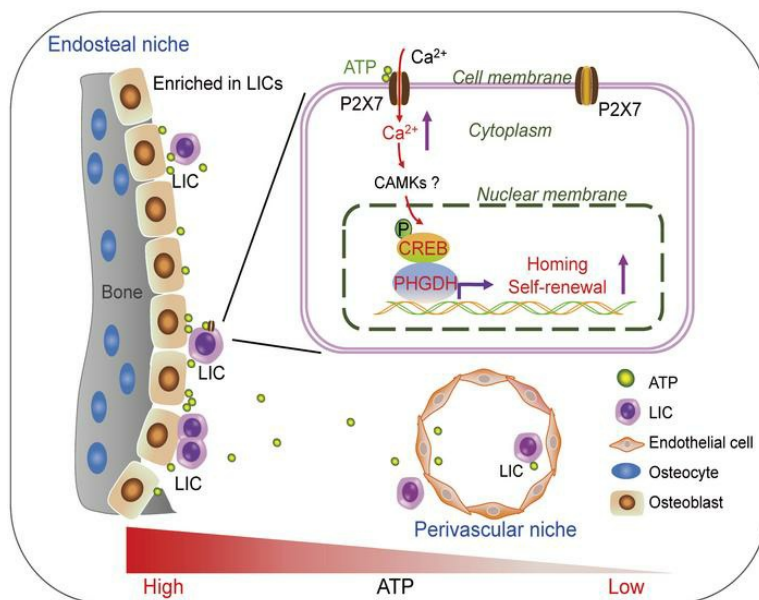 Endosteal niche
Enriched in LICs
LIC
Bone
LIC
LIC
ATP
Ca²⁺
Cell membrane
P2X7
P2X7
Ca²⁺
Cytoplasm
CAMKs ?
Nuclear membrane
P
CREB
PHGDH
Homing
Self-renewal
LIC
Perivascular niche
ATP
LIC
Endothelial cell
Osteocyte
Osteoblast
High
ATP
Low